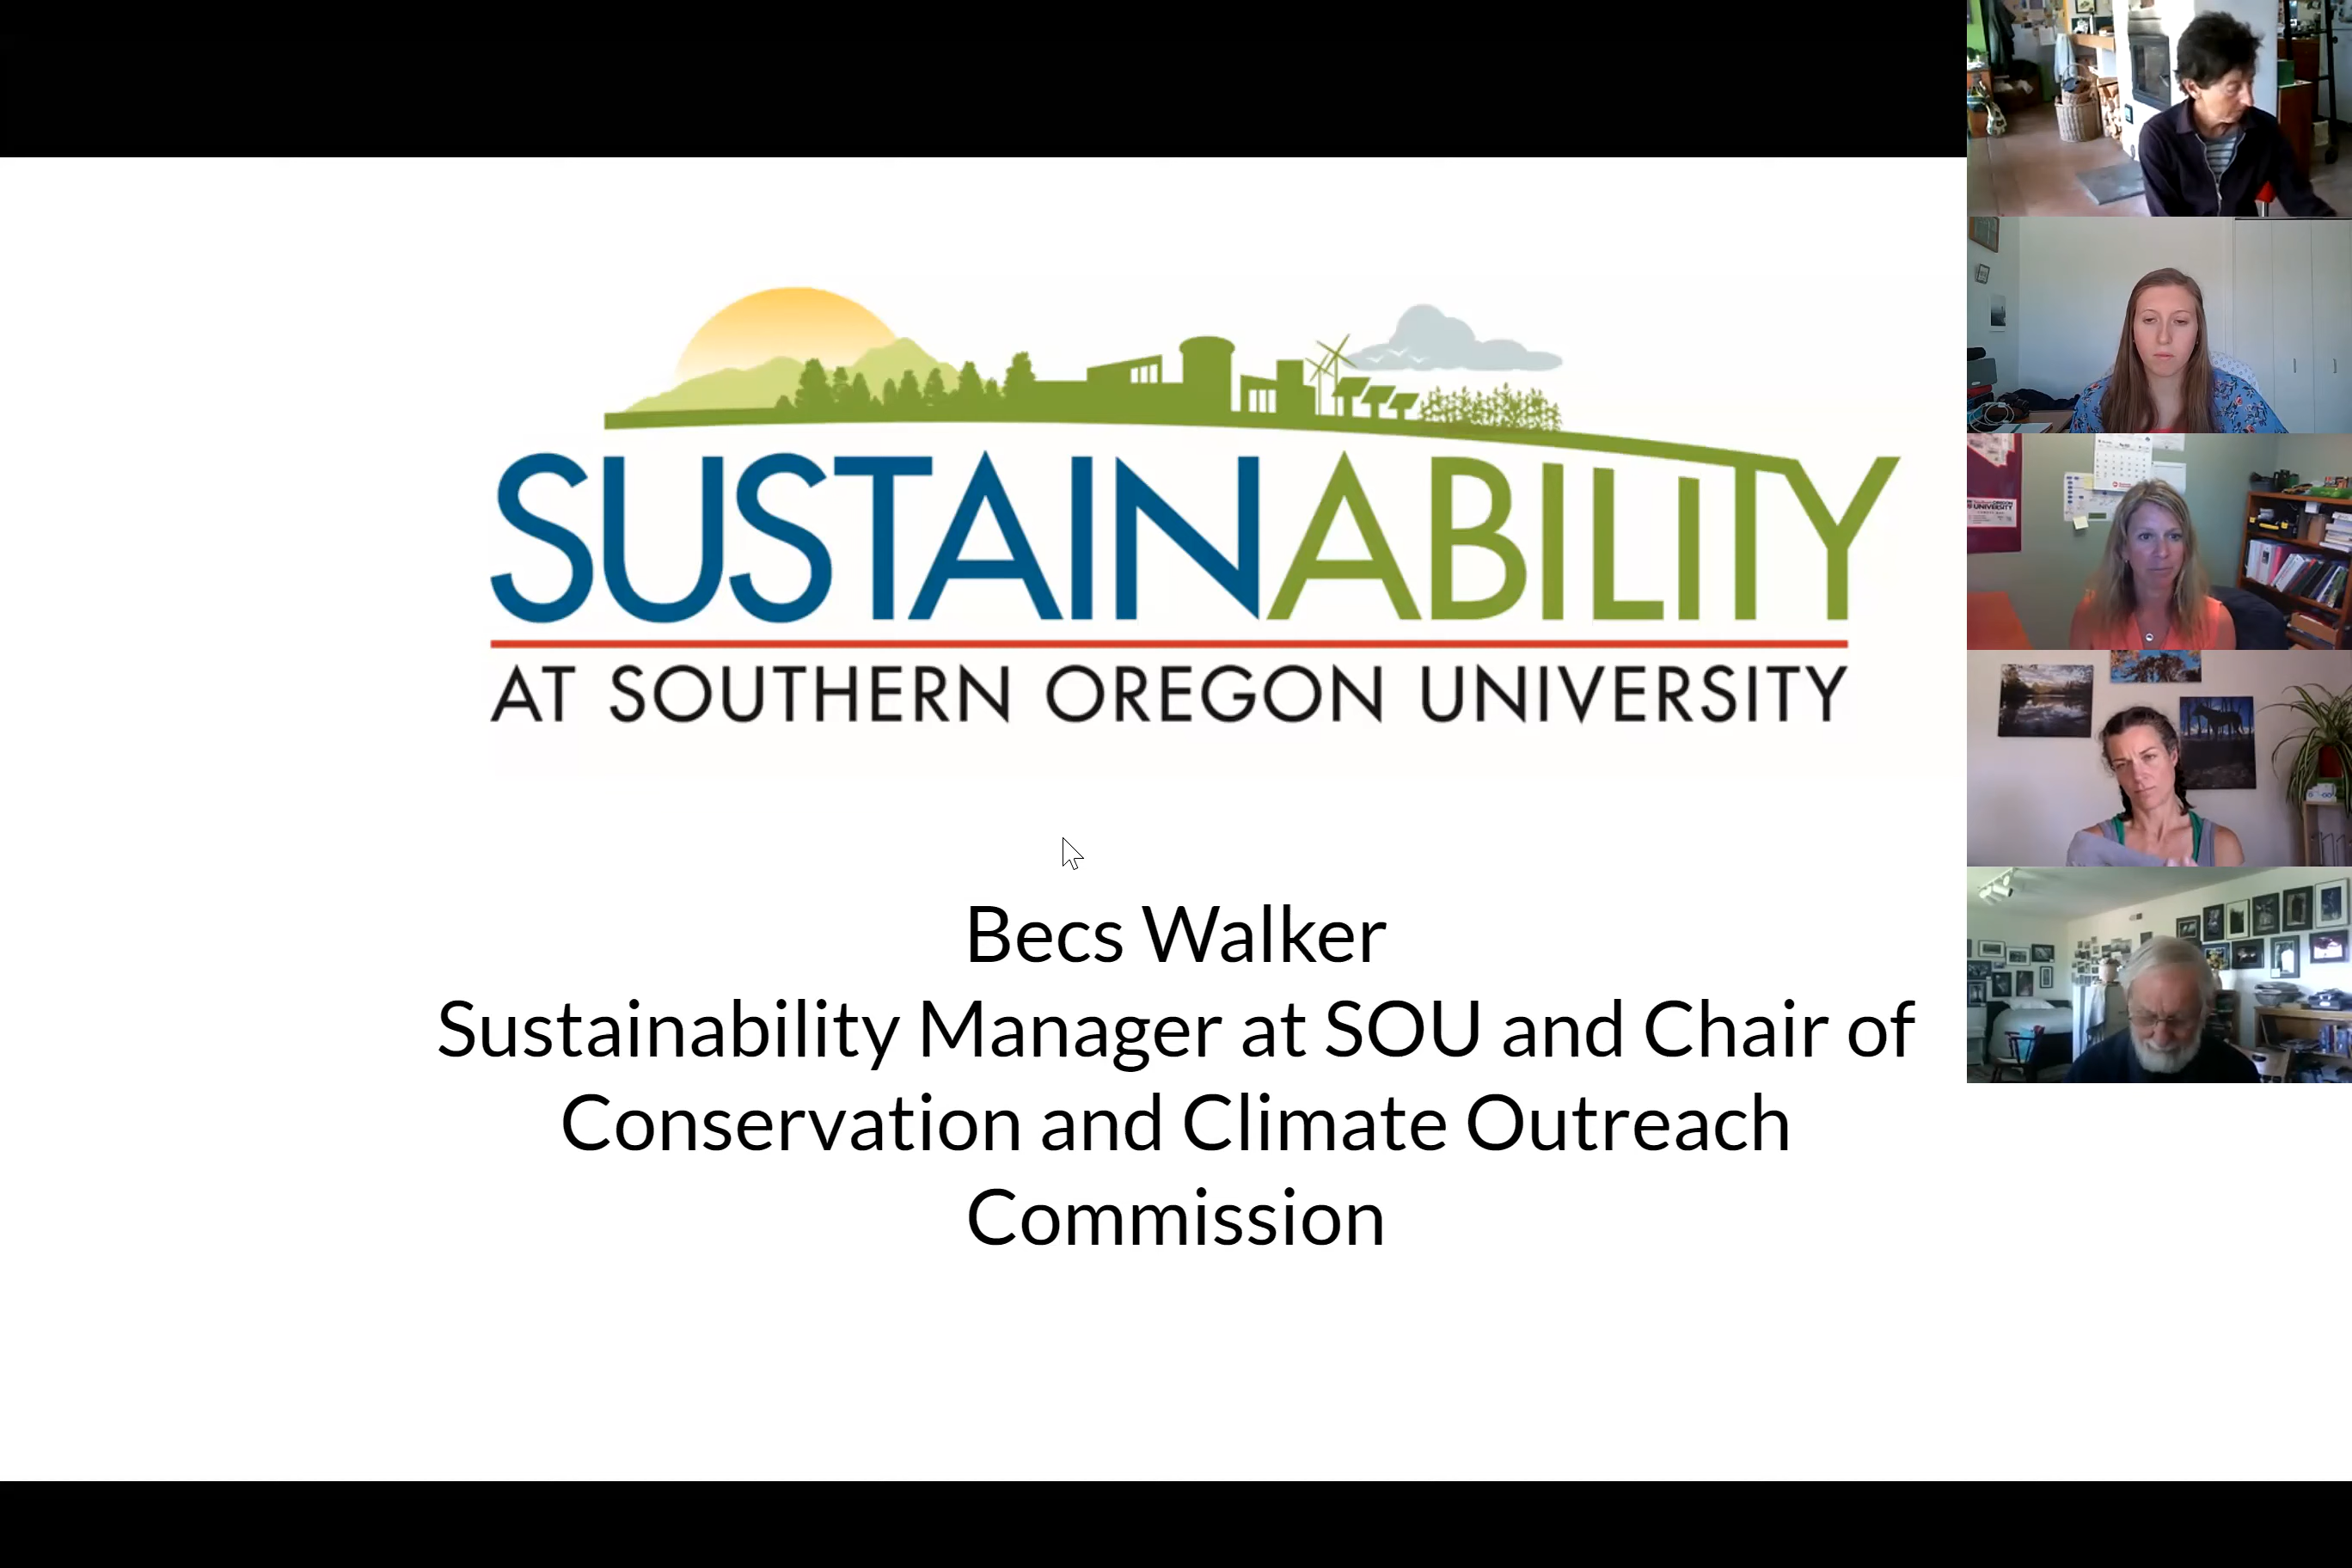 SUSTAINABILITY
AT SOUTHERN OREGON UNIVERSITY
Becs Walker
Sustainability Manager at SOU and Chair of
Conservation and Climate Outreach
Commission
UNIVERSITY